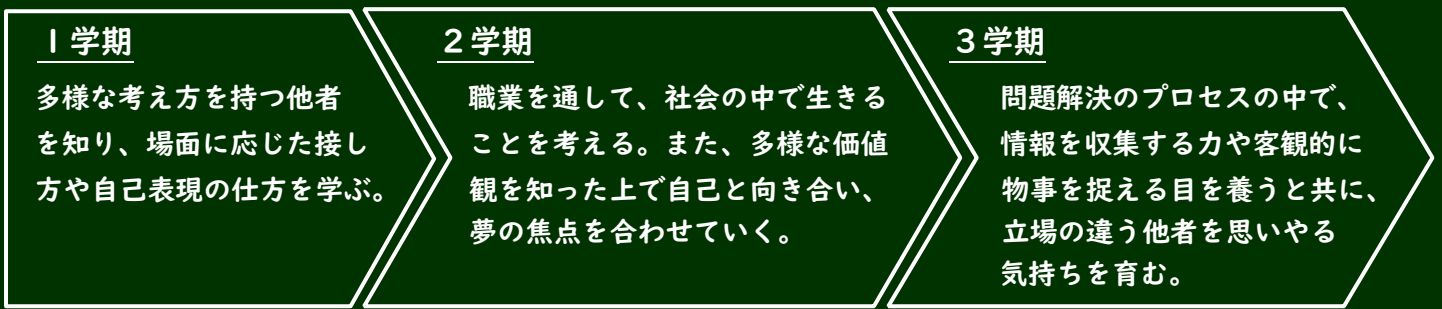 1学期
多様な考え方を持つ他者
を知り、場面に応じた接し
方や自己表現の仕方を学ぶ。
2学期
職業を通して、社会の中で生きる
ことを考える。また、多様な価値
観を知った上で自己と向き合い、
夢の焦点を合わせていく。
3学期
問題解決のプロセスの中で、
情報を収集する力や客観的に
物事を捉える目を養うと共に、
立場の違う他者を思いやる
気持ちを育む。